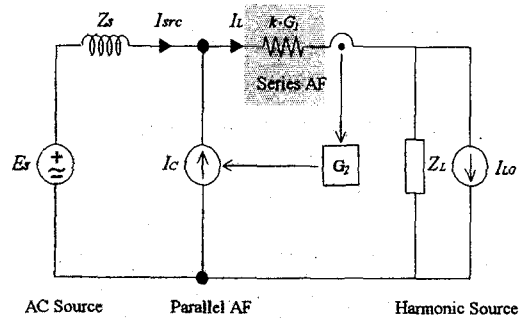 Zs Isrc IL k·G1
Series AF
Es + Ic G2 ZL ILO
AC Source Parallel AF Harmonic Source